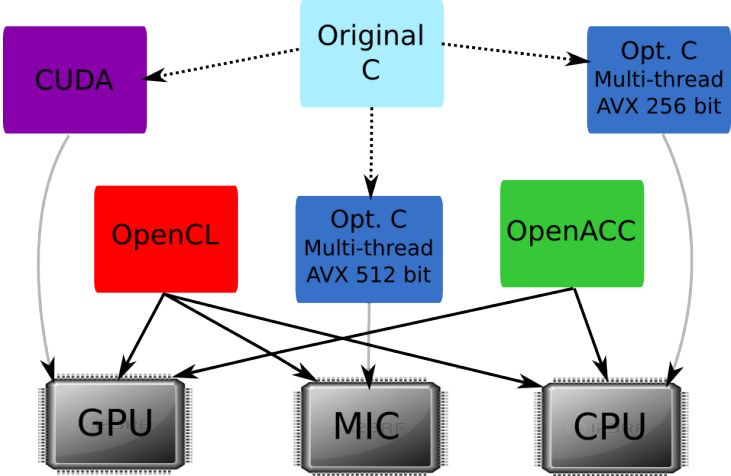 Original
C
CUDA
Opt. C
Multi-thread
AVX 256 bit
OpenCL
Opt. C
Multi-thread
AVX 512 bit
OpenACC
GPU
MIC
CPU